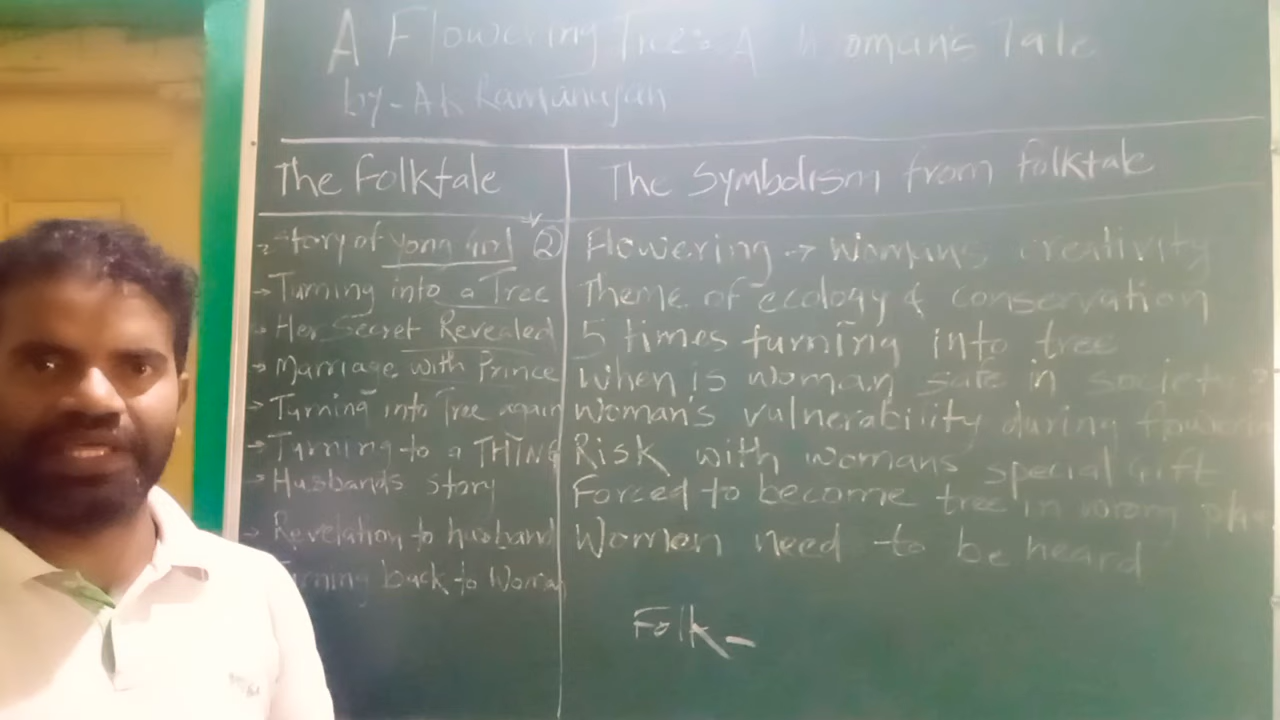 A Flowering Tree: A Woman's Tale
by - A K Ramanujan
The Folktale
The Symbolism from folktale
Story of yong Girl ②
→ Turning into a Tree
→ Her Secret Revealed
→ Marriage with Prince
→ Turning into Tree again
→ Turning to a THING
→ Husbands story
→ Revelation to husband
Turning back to Woman
Flowering → Woman's creativity
Theme of ecology & conservation
5 times turning into tree
When is woman safe in society?
Woman's vulnerability during flowering
Risk with womans special Gift
Forced to become tree in wrong
Women need to be heard
Folk -